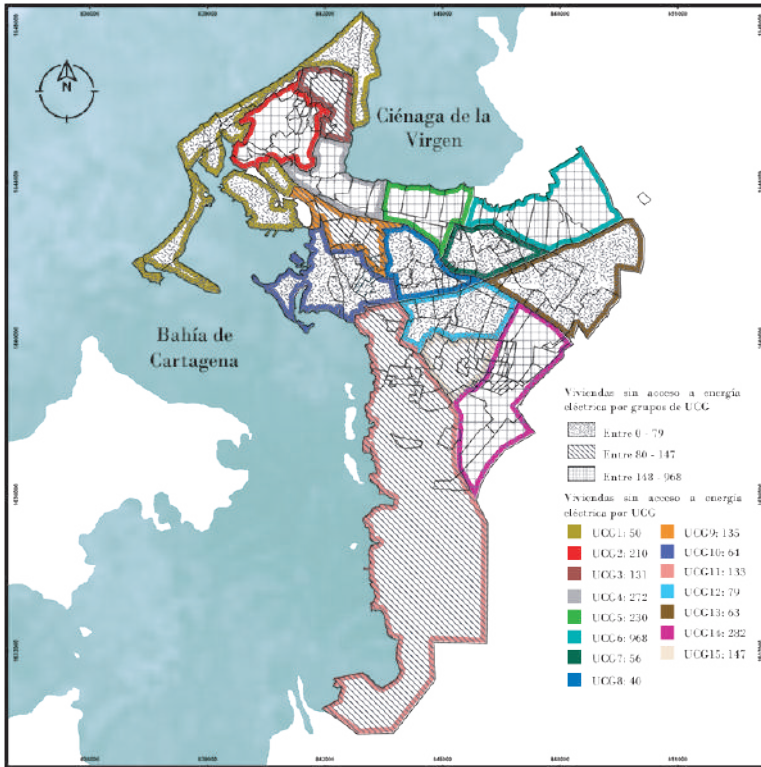 N
Ciénaga de la
Virgen
Bahía de
Cartagena
Viviendas sin acceso a energía
eléctrica por grupos de UCG
Entre 0 - 79
Entre 80 - 147
Entre 148 - 968
Viviendas sin acceso a energía
eléctrica por UCG
UCG1: 50
UCG2: 210
UCG3: 131
UCG4: 272
UCG5: 230
UCG6: 968
UCG7: 56
UCG8: 40
UCG9: 135
UCG10: 64
UCG11: 133
UCG12: 79
UCG13: 63
UCG14: 282
UCG15: 147